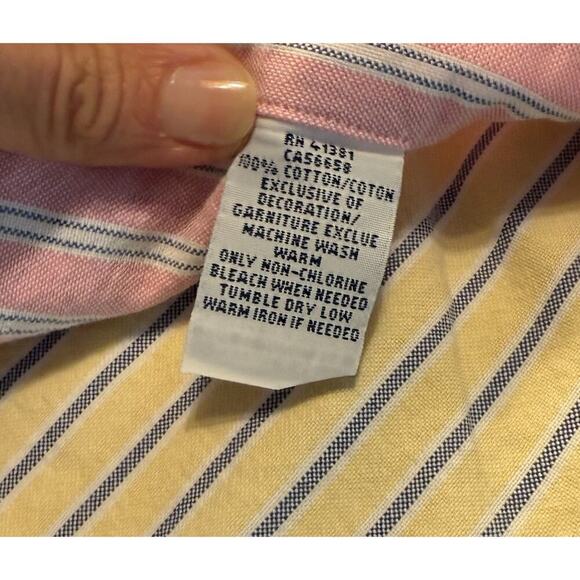 RN 41381
CA56658
100% COTTON/COTON
EXCLUSIVE OF
DECORATION/
GARNITURE EXCLUE
MACHINE WASH
WARM
ONLY NON-CHLORINE
BLEACH WHEN NEEDED
TUMBLE DRY LOW
WARM IRON IF NEEDED